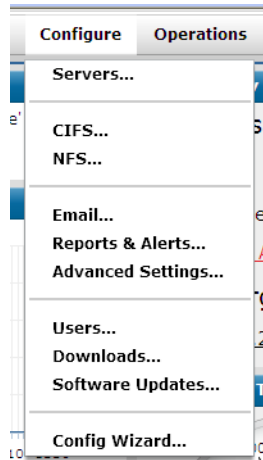 Configure Operations
Servers...
CIFS...
NFS...
Email...
Reports & Alerts...
Advanced Settings...
Users...
Downloads...
Software Updates...
Config Wizard...